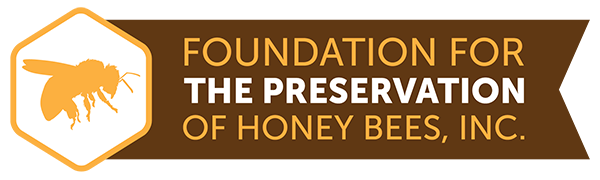 FOUNDATION FOR
THE PRESERVATION
OF HONEY BEES, INC.